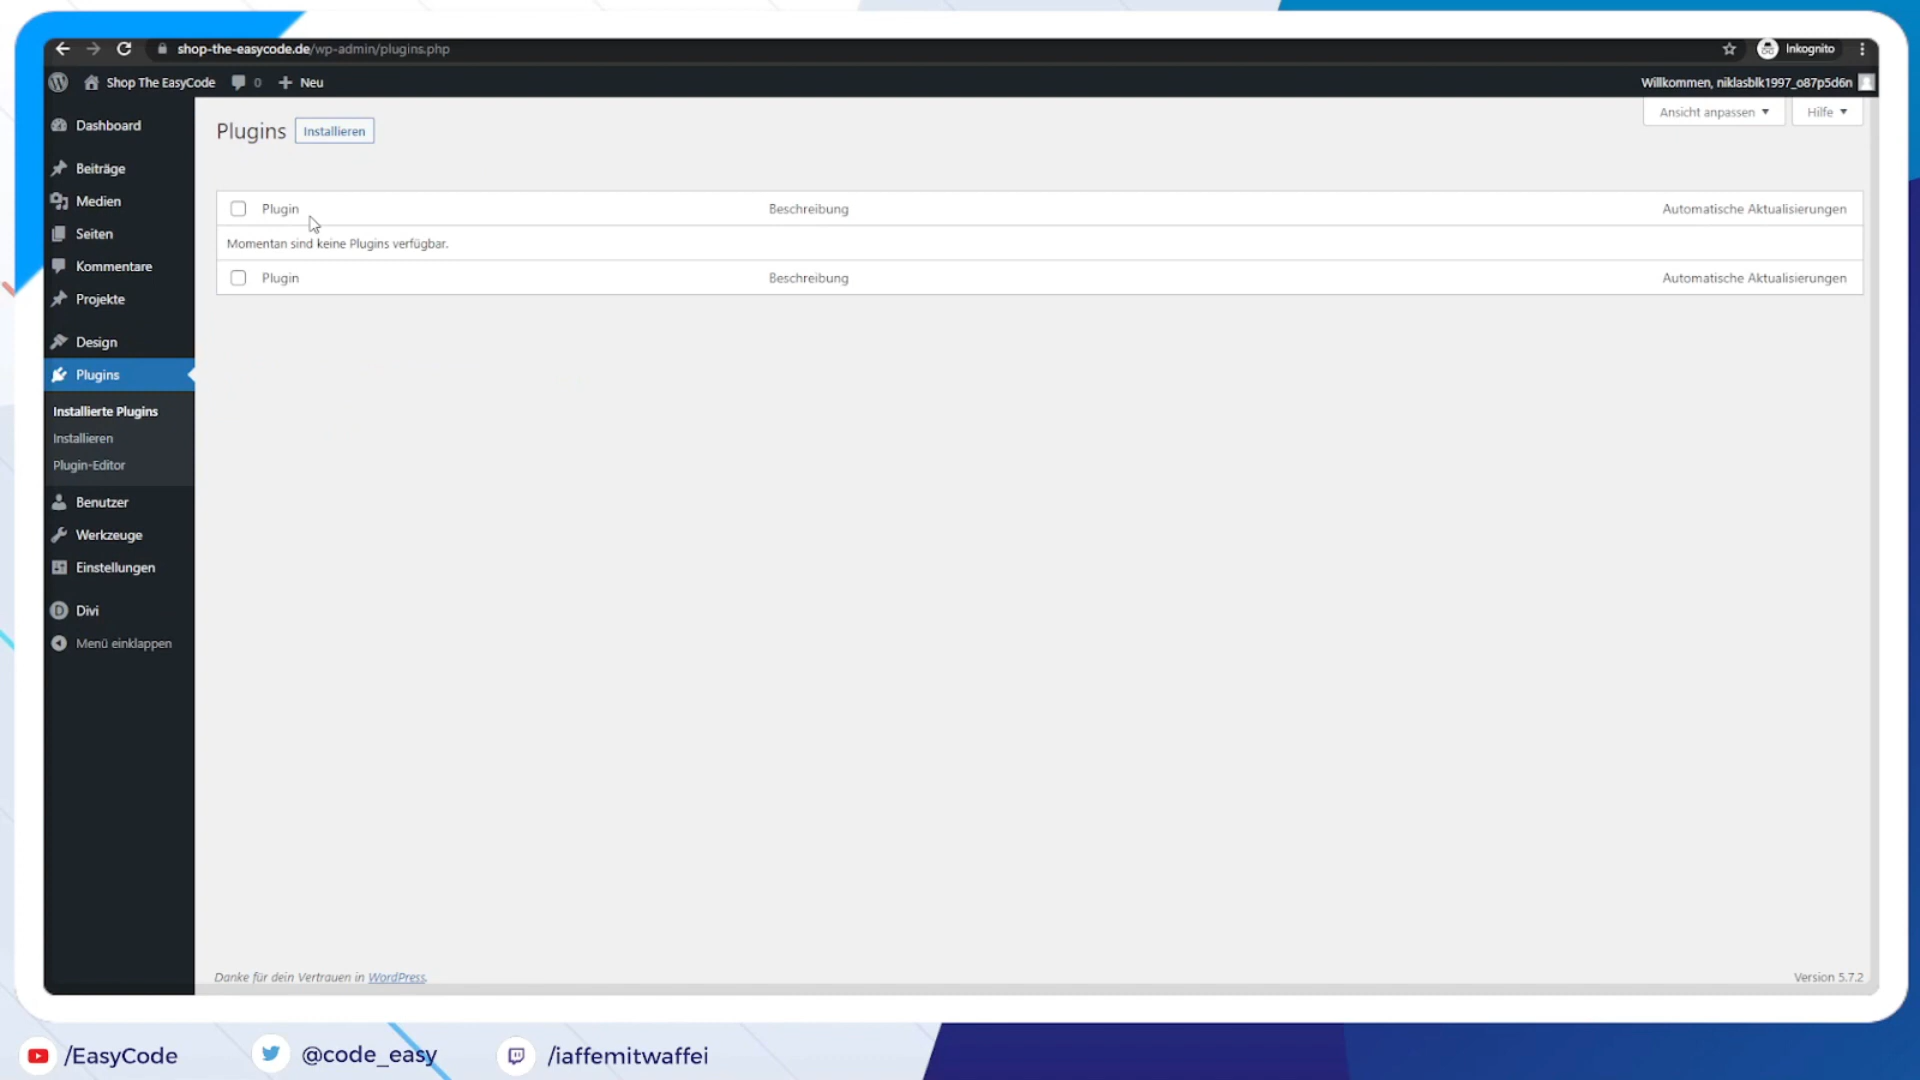 shop-the-easycode.de/wp-admin/plugins.php
Inkognito
Shop The EasyCode 0 Neu
Willkommen, niklasblk1997_o87p5d6n
Ansicht anpassen Hilfe
Dashboard
Beiträge
Medien
Seiten
Kommentare
Projekte
Design
Plugins
Installierte Plugins
Installieren
Plugin-Editor
Benutzer
Werkzeuge
Einstellungen
Divi
Menü einklappen
Plugins Installieren
Plugin Beschreibung Automatische Aktualisierungen
Momentan sind keine Plugins verfügbar.
Plugin Beschreibung Automatische Aktualisierungen
Danke für dein Vertrauen in WordPress.
Version 5.7.2
/EasyCode @code_easy /iaffemitwaffei